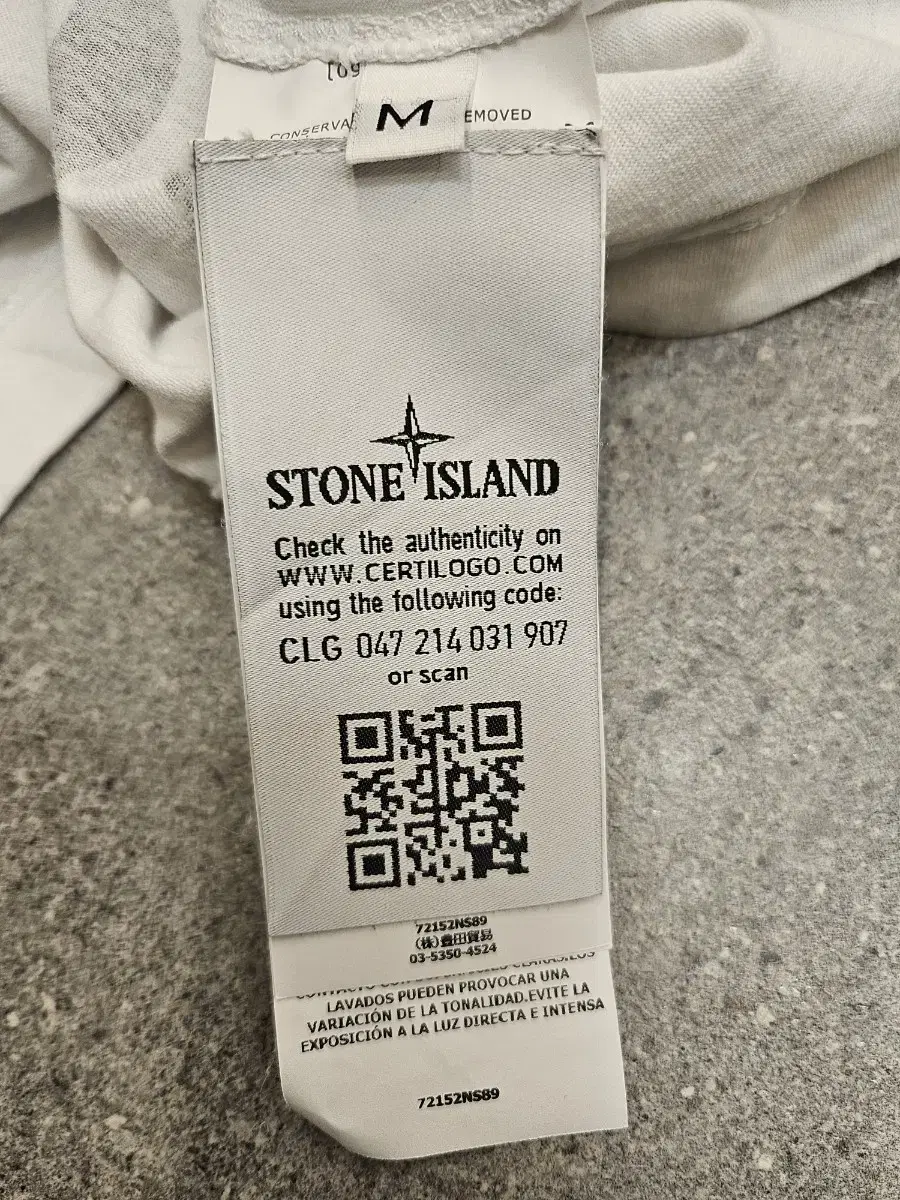 M
EMOVED
STONE ISLAND
Check the authenticity on
WWW.CERTILOGO.COM
using the following code:
CLG 047 214 031 907
or scan
72152NS89
(株)豊田貿易
03-5350-4524
LAVADOS PUEDEN PROVOCAR UNA
VARIACIÓN DE LA TONALIDAD.EVITE LA
EXPOSICIÓN A LA LUZ DIRECTA E INTENSA
72152NS89